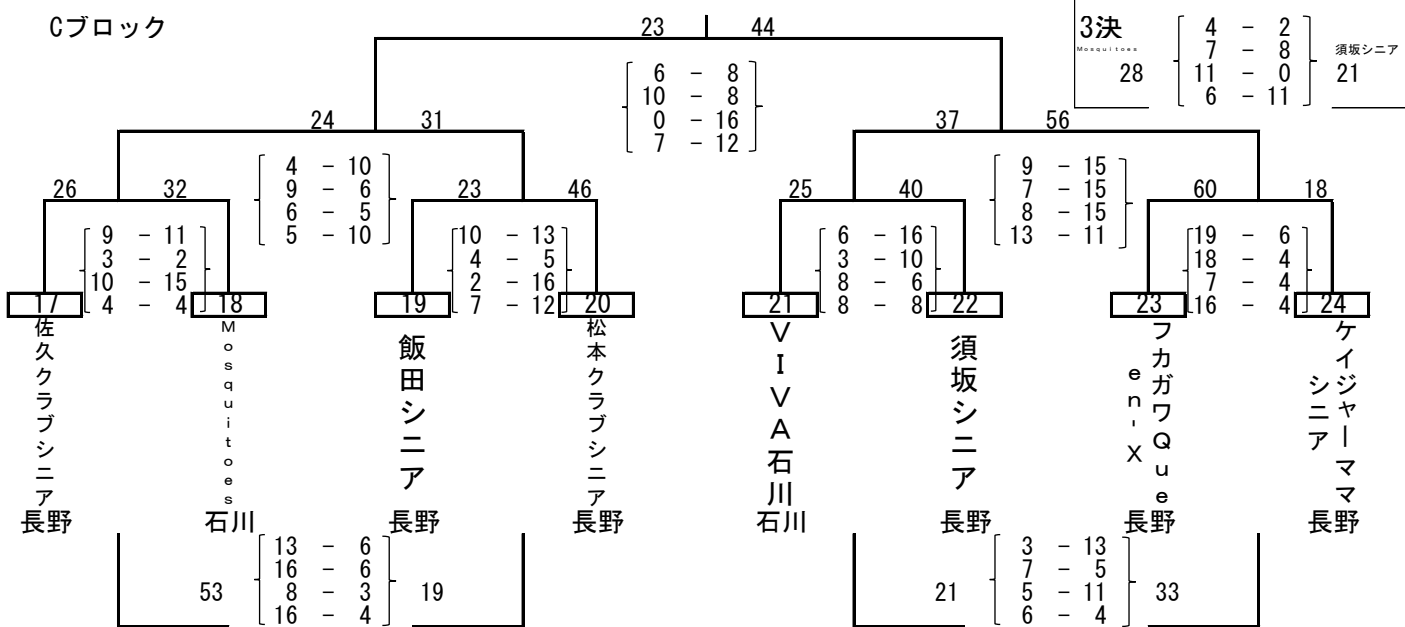 Cブロック
23 44
6 - 8
10 - 8
0 - 16
7 - 12
3決
Mosquitoes
28
4 - 2
7 - 8
11 - 0
6 - 11
須坂シニア
21
24 31
4 - 10
9 - 6
6 - 5
5 - 10
37 56
9 - 15
7 - 15
8 - 15
13 - 11
26 32
9 - 11
3 - 2
10 - 15
4 - 4
23 46
10 - 13
4 - 5
2 - 16
7 - 12
25 40
6 - 16
3 - 10
8 - 6
8 - 8
60 18
19 - 6
18 - 4
7 - 4
16 - 4
17
佐久クラブシニア
長野
18
Mosquitoes
石川
19
飯田シニア
長野
20
松本クラブシニア
長野
21
VIVA石川
石川
22
須坂シニア
長野
23
フカガワQue
en'X
長野
24
ケイジャーママ
シニア
長野
53
13 - 6
16 - 6
8 - 3
16 - 4
19
21
3 - 13
7 - 5
5 - 11
6 - 4
33